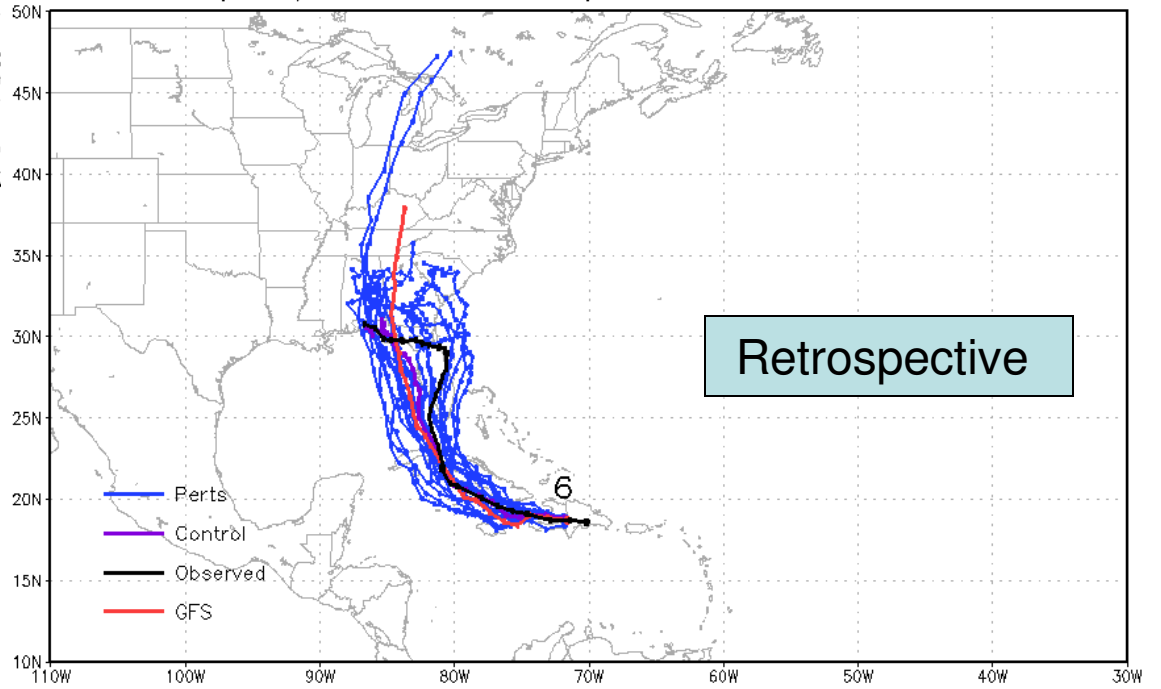 50N
45N
40N
35N
30N
25N
20N
15N
10N
Retrospective
6
Perts
Control
Observed
GFS
110W 100W 90W 80W 70W 60W 50W 40W 30W